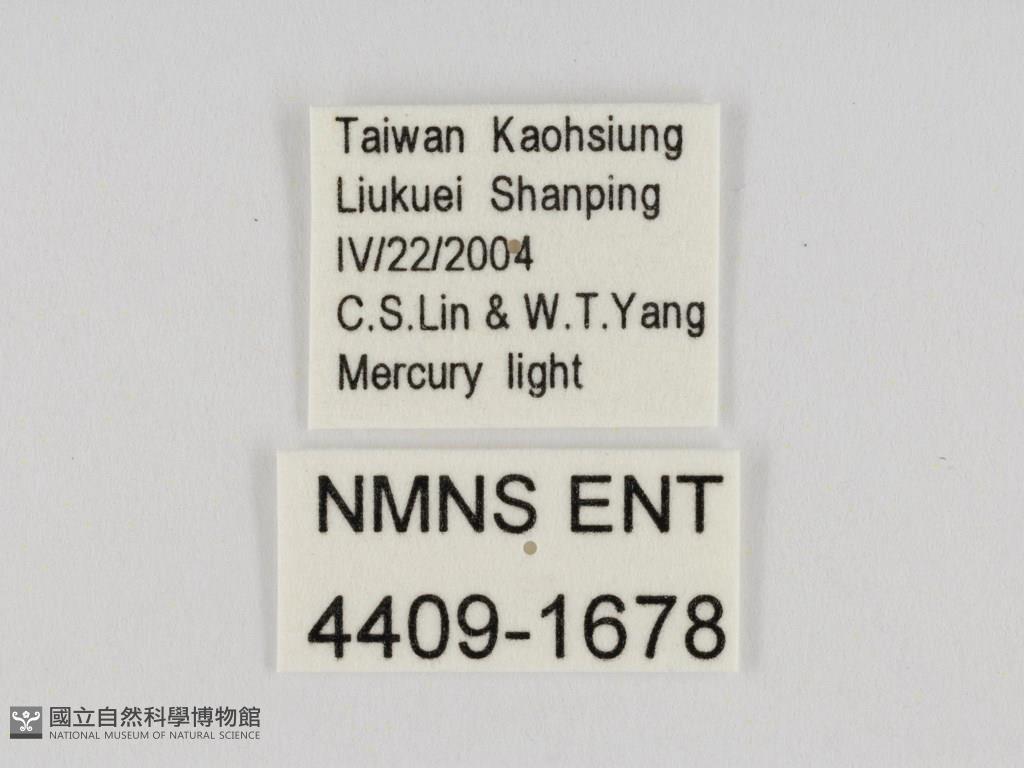 Taiwan Kaohsiung
Liukuei Shanping
IV/22/2004
C.S.Lin & W.T.Yang
Mercury light
NMNS ENT
4409-1678
國立自然科學博物館
NATIONAL MUSEUM OF NATURAL SCIENCE